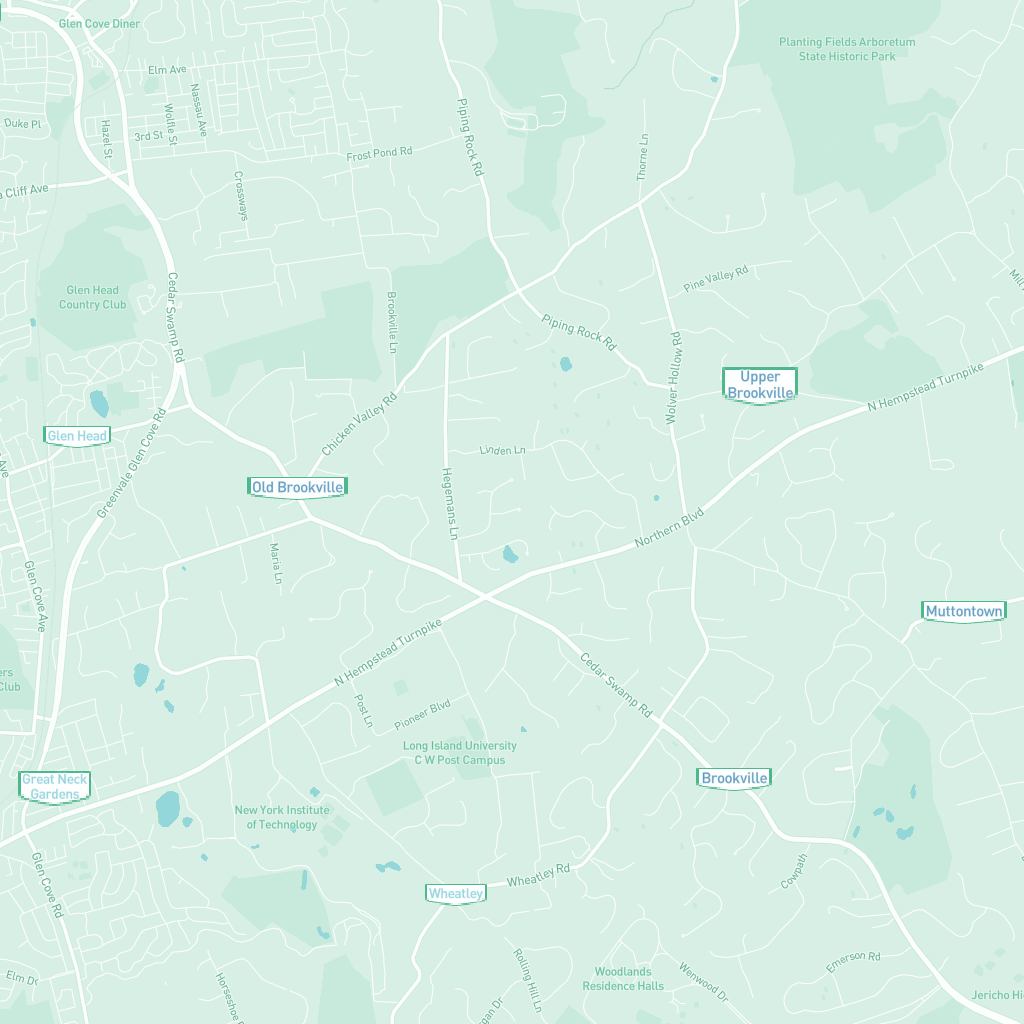 Glen Cove Diner
Planting Fields Arboretum
State Historic Park
Elm Ave
Nassau Ave
Wolfle St
Duke Pl
Hazel St
3rd St
Piping Rock Rd
Frost Pond Rd
Thorne Ln
Cliff Ave
Crossways
Glen Head
Country Club
Cedar Swamp Rd
Brookville Ln
Pine Valley Rd
Piping Rock Rd
Wolver Hollow Rd
Upper
Brookville
N Hempstead Turnpike
Chicken Valley Rd
Greenvale Glen Cove Rd
Glen Head
Linden Ln
Old Brookville
Hegemans Ln
Northern Blvd
Maria Ln
Glen Cove Ave
Muttontown
N Hempstead Turnpike
Cedar Swamp Rd
Club
Post Ln
Pioneer Blvd
Long Island University
C W Post Campus
Great Neck
Gardens
Brookville
New York Institute
of Technology
Glen Cove Rd
Wheatley Rd
Wheatley
Cowpath
Emerson Rd
Elm Dr
Horseshoe
Rolling Hill Ln
Woodlands
Residence Halls
Wenwood Dr
Jericho